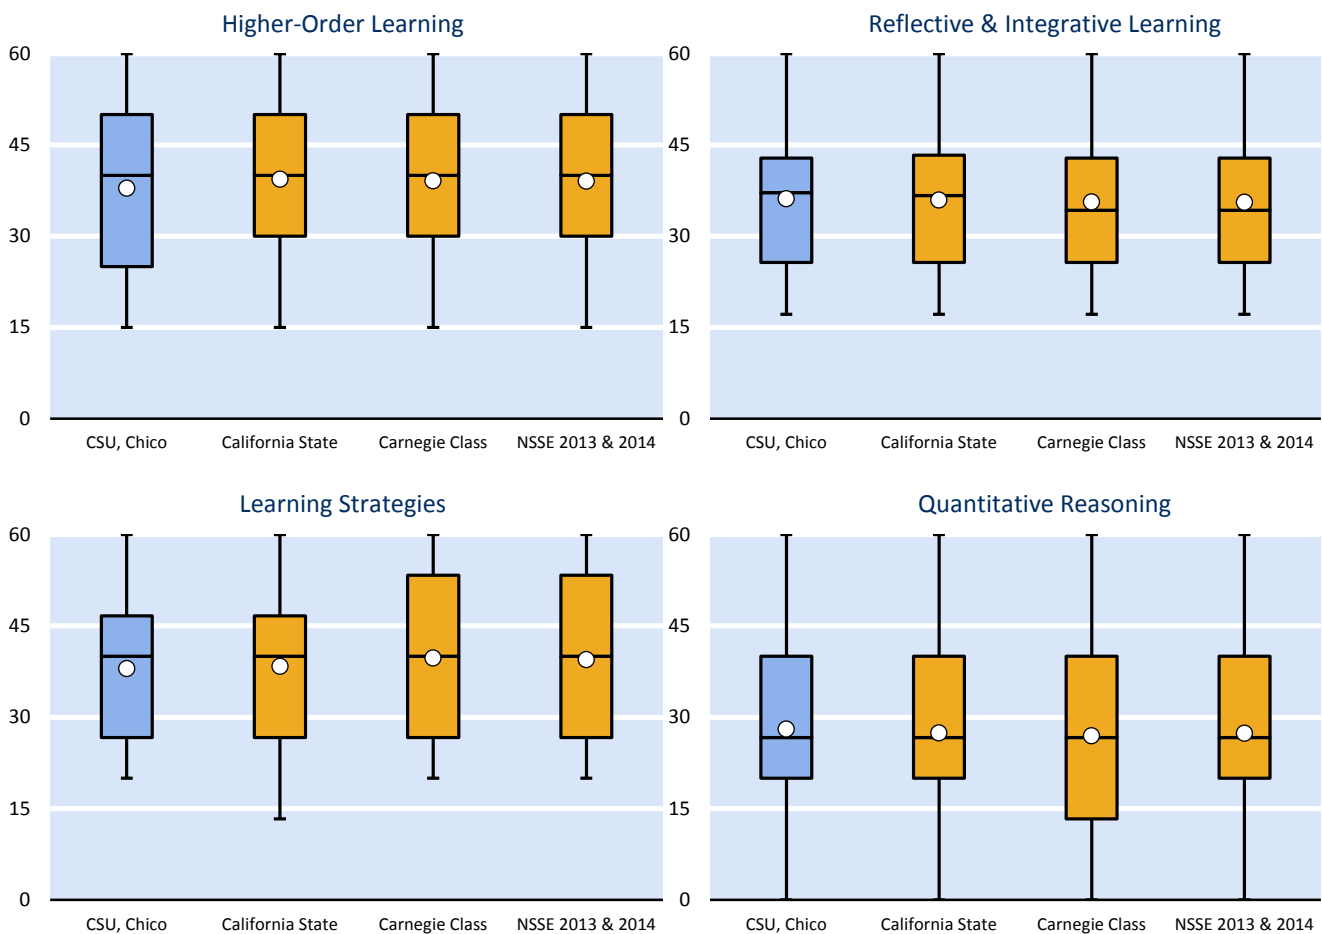 Higher-Order Learning
60
45
30
15
0
CSU, Chico California State Carnegie Class NSSE 2013 & 2014
Reflective & Integrative Learning
60
45
30
15
0
CSU, Chico California State Carnegie Class NSSE 2013 & 2014
Learning Strategies
60
45
30
15
0
CSU, Chico California State Carnegie Class NSSE 2013 & 2014
Quantitative Reasoning
60
45
30
15
0
CSU, Chico California State Carnegie Class NSSE 2013 & 2014